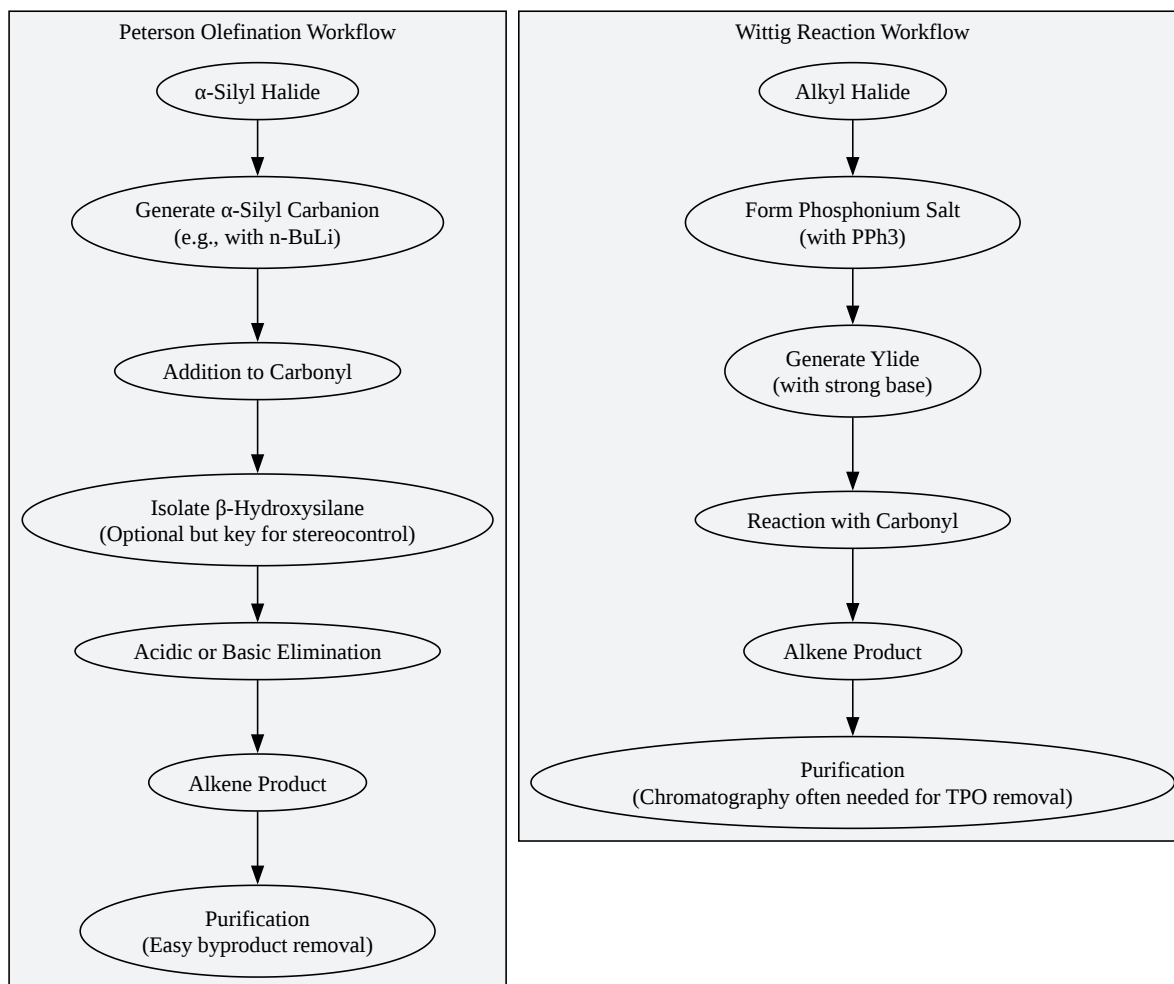 Peterson Olefination Workflow
α-Silyl Halide
Generate α-Silyl Carbanion
(e.g., with n-BuLi)
Addition to Carbonyl
Isolate β-Hydroxysilane
(Optional but key for stereocontrol)
Acidic or Basic Elimination
Alkene Product
Purification
(Easy byproduct removal)
Wittig Reaction Workflow
Alkyl Halide
Form Phosphonium Salt
(with PPh3)
Generate Ylide
(with strong base)
Reaction with Carbonyl
Alkene Product
Purification
(Chromatography often needed for TPO removal)